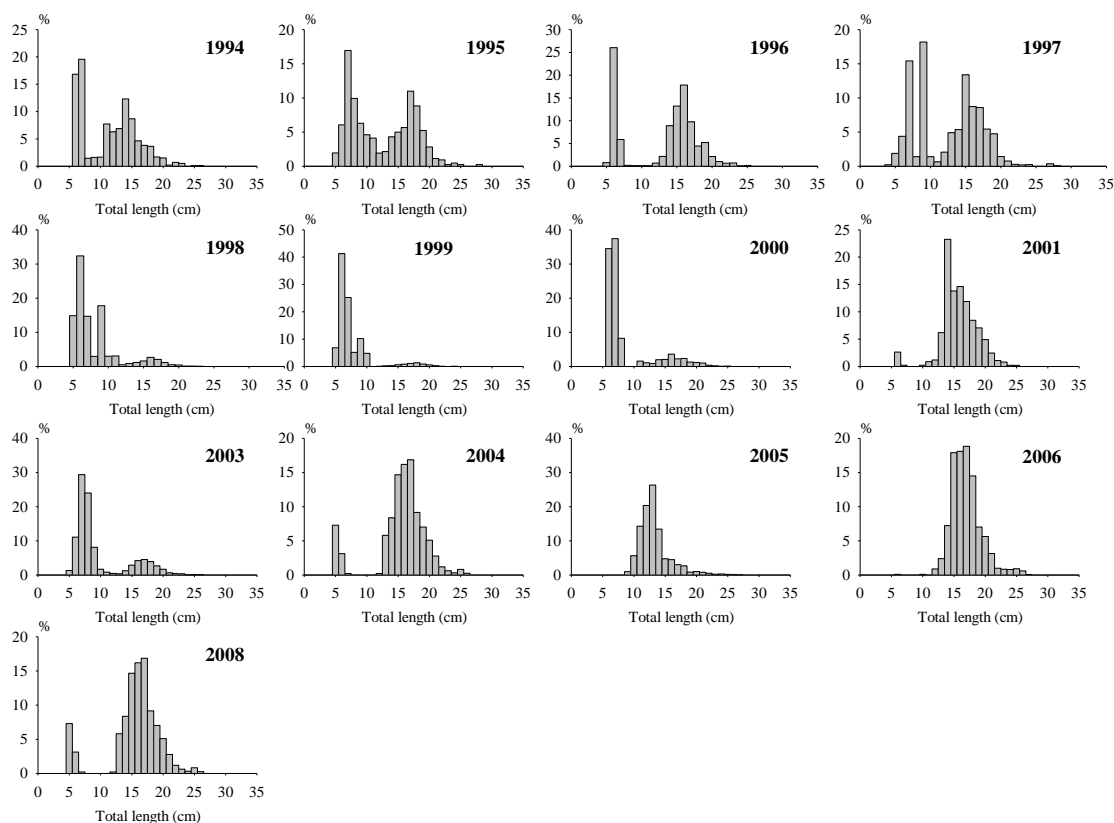 % % % %
25 20 30 20
1994 1995 1996 1997
20 15 25 15
15 20
10 15 10
10 10
5 5 5 5
0 0 0 0
0 5 10 15 20 25 30 35 0 5 10 15 20 25 30 35 0 5 10 15 20 25 30 35 0 5 10 15 20 25 30 35
Total length (cm) Total length (cm) Total length (cm) Total length (cm)
% % % %
40 50 40 25
1998 1999 2000 2001
40 20
30 30
30 15
20 20
20 10
10 10 10 5
0 0 0 0
0 5 10 15 20 25 30 35 0 5 10 15 20 25 30 35 0 5 10 15 20 25 30 35 0 5 10 15 20 25 30 35
Total length (cm) Total length (cm) Total length (cm) Total length (cm)
% % % %
40 20 40 20
2003 2004 2005 2006
30 15 30 15
20 10 20 10
10 5 10 5
0 0 0 0
0 5 10 15 20 25 30 35 0 5 10 15 20 25 30 35 0 5 10 15 20 25 30 35 0 5 10 15 20 25 30 35
Total length (cm) Total length (cm) Total length (cm) Total length (cm)
%
20
2008
15
10
5
0
0 5 10 15 20 25 30 35
Total length (cm)